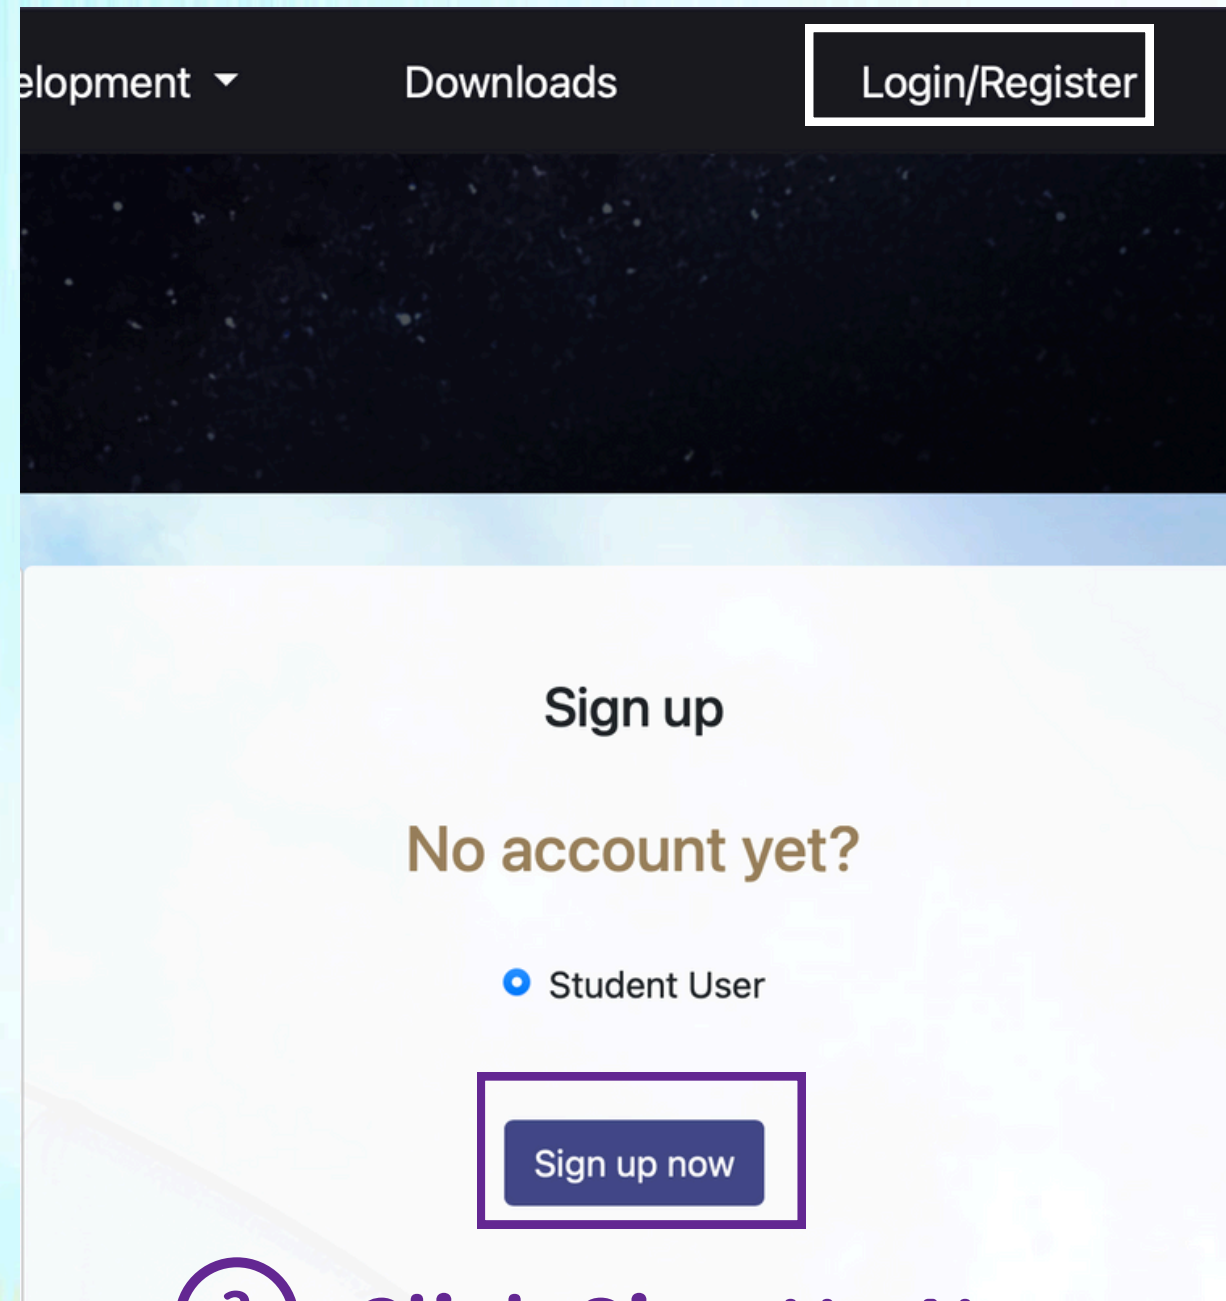 elopment Downloads Login/Register
Sign up
No account yet?
Student User
Sign up now